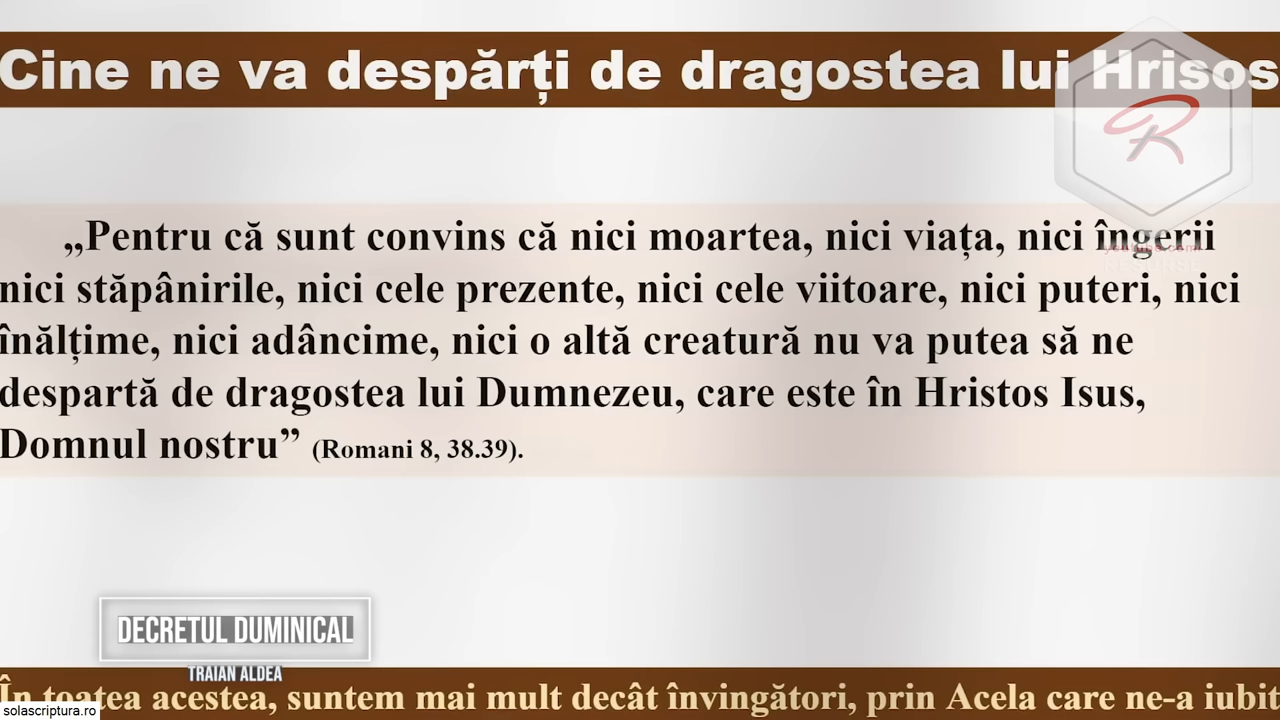 Cine ne va despărți de dragostea lui Hrisos
„Pentru că sunt convins că nici moartea, nici viața, nici îngerii
nici stăpânirile, nici cele prezente, nici cele viitoare, nici puteri, nici
înălțime, nici adâncime, nici o altă creatură nu va putea să ne
despartă de dragostea lui Dumnezeu, care este în Hristos Isus,
Domnul nostru” (Romani 8, 38.39).
DECRETUL DUMINICAL
TRAIAN ALDEA
În toatea acestea, suntem mai mult decât învingători, prin Acela care ne-a iubit
solascriptura.ro